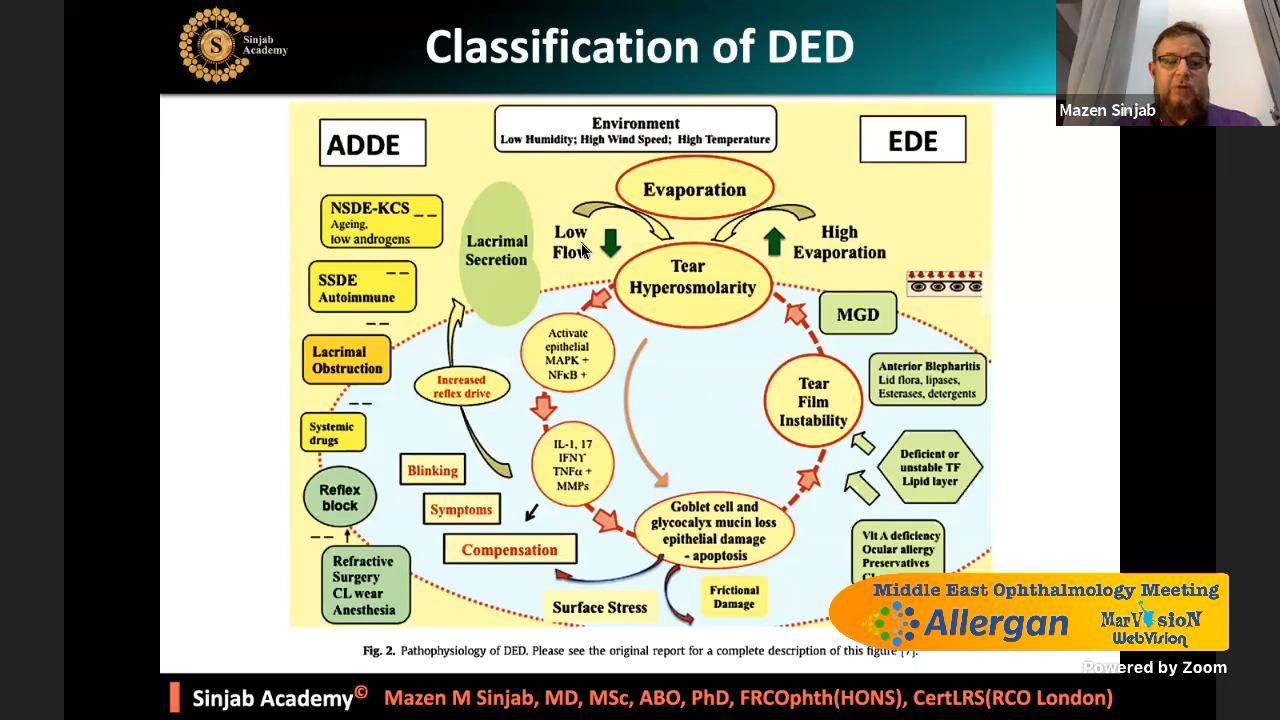 S
Sinjab
Academy
Classification of DED
Mazen Sinjab
ADDE
Environment
Low Humidity; High Wind Speed; High Temperature
EDE
Evaporation
NSDE-KCS
Ageing,
low androgens
Lacrimal
Secretion
Low
Flow
High
Evaporation
Tear
Hyperosmolarity
SSDE
Autoimmune
MGD
Activate
epithelial
MAPK +
NFκB +
Lacrimal
Obstruction
Increased
reflex drive
Anterior Blepharitis
Lid flora, lipases,
Esterases, detergents
Tear
Film
Instability
Systemic
drugs
IL-1, 17
IFNϒ
TNFα +
MMPs
Blinking
Deficient or
unstable TF
Lipid layer
Reflex
block
Symptoms
Goblet cell and
glycocalyx mucin loss
epithelial damage
- apoptosis
Compensation
Vit A deficiency
Ocular allergy
Preservatives
Refractive
Surgery
CL wear
Anesthesia
Surface Stress
Frictional
Damage
Middle East Ophthalmology Meeting
Allergan
MarVision
WebVision
Powered by Zoom
Fig. 2. Pathophysiology of DED. Please see the original report for a complete description of this figure [7].
Sinjab Academy© Mazen M Sinjab, MD, MSc, ABO, PhD, FRCOphth(HONS), CertLRS(RCO London)